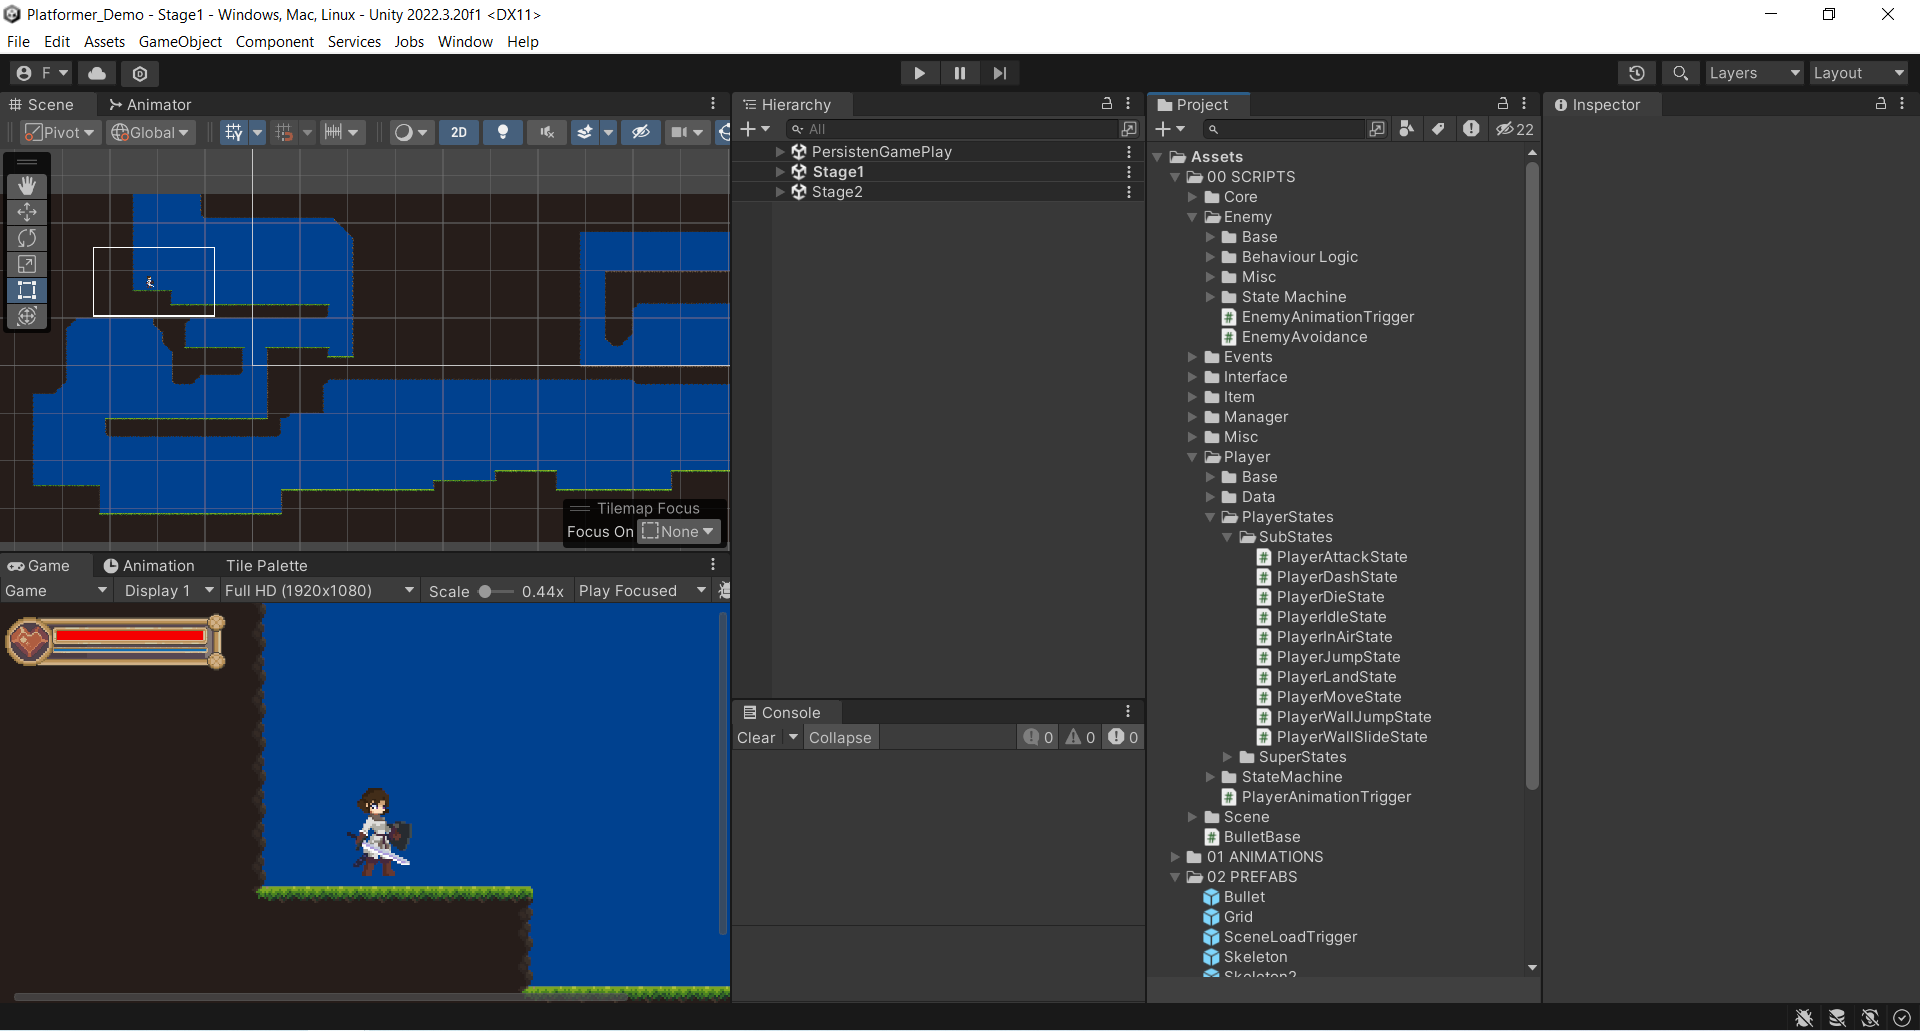 Platformer_Demo - Stage1 - Windows, Mac, Linux - Unity 2022.3.20f1 <DX11>
File Edit Assets GameObject Component Services Jobs Window Help
F
Layers
Layout
Scene
Animator
Pivot
Global
2D
Tilemap Focus
Focus On
None
Game
Animation
Tile Palette
Game
Display 1
Full HD (1920x1080)
Scale
0.44x
Play Focused
Hierarchy
All
PersistenGamePlay
Stage1
Stage2
Console
Clear
Collapse
0
0
0
Project
22
Assets
00 SCRIPTS
Core
Enemy
Base
Behaviour Logic
Misc
State Machine
EnemyAnimationTrigger
EnemyAvoidance
Events
Interface
Item
Manager
Misc
Player
Base
Data
PlayerStates
SubStates
PlayerAttackState
PlayerDashState
PlayerDieState
PlayerIdleState
PlayerInAirState
PlayerJumpState
PlayerLandState
PlayerMoveState
PlayerWallJumpState
PlayerWallSlideState
SuperStates
StateMachine
PlayerAnimationTrigger
Scene
BulletBase
01 ANIMATIONS
02 PREFABS
Bullet
Grid
SceneLoadTrigger
Skeleton
Skeleton2
Inspector